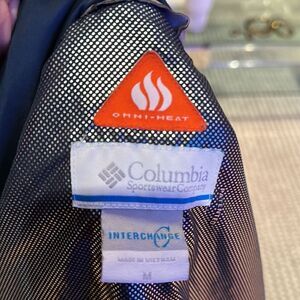 OMNI-HEAT
Columbia
Sportswear Company
INTERCHANGE
MADE IN VIETNAM
M